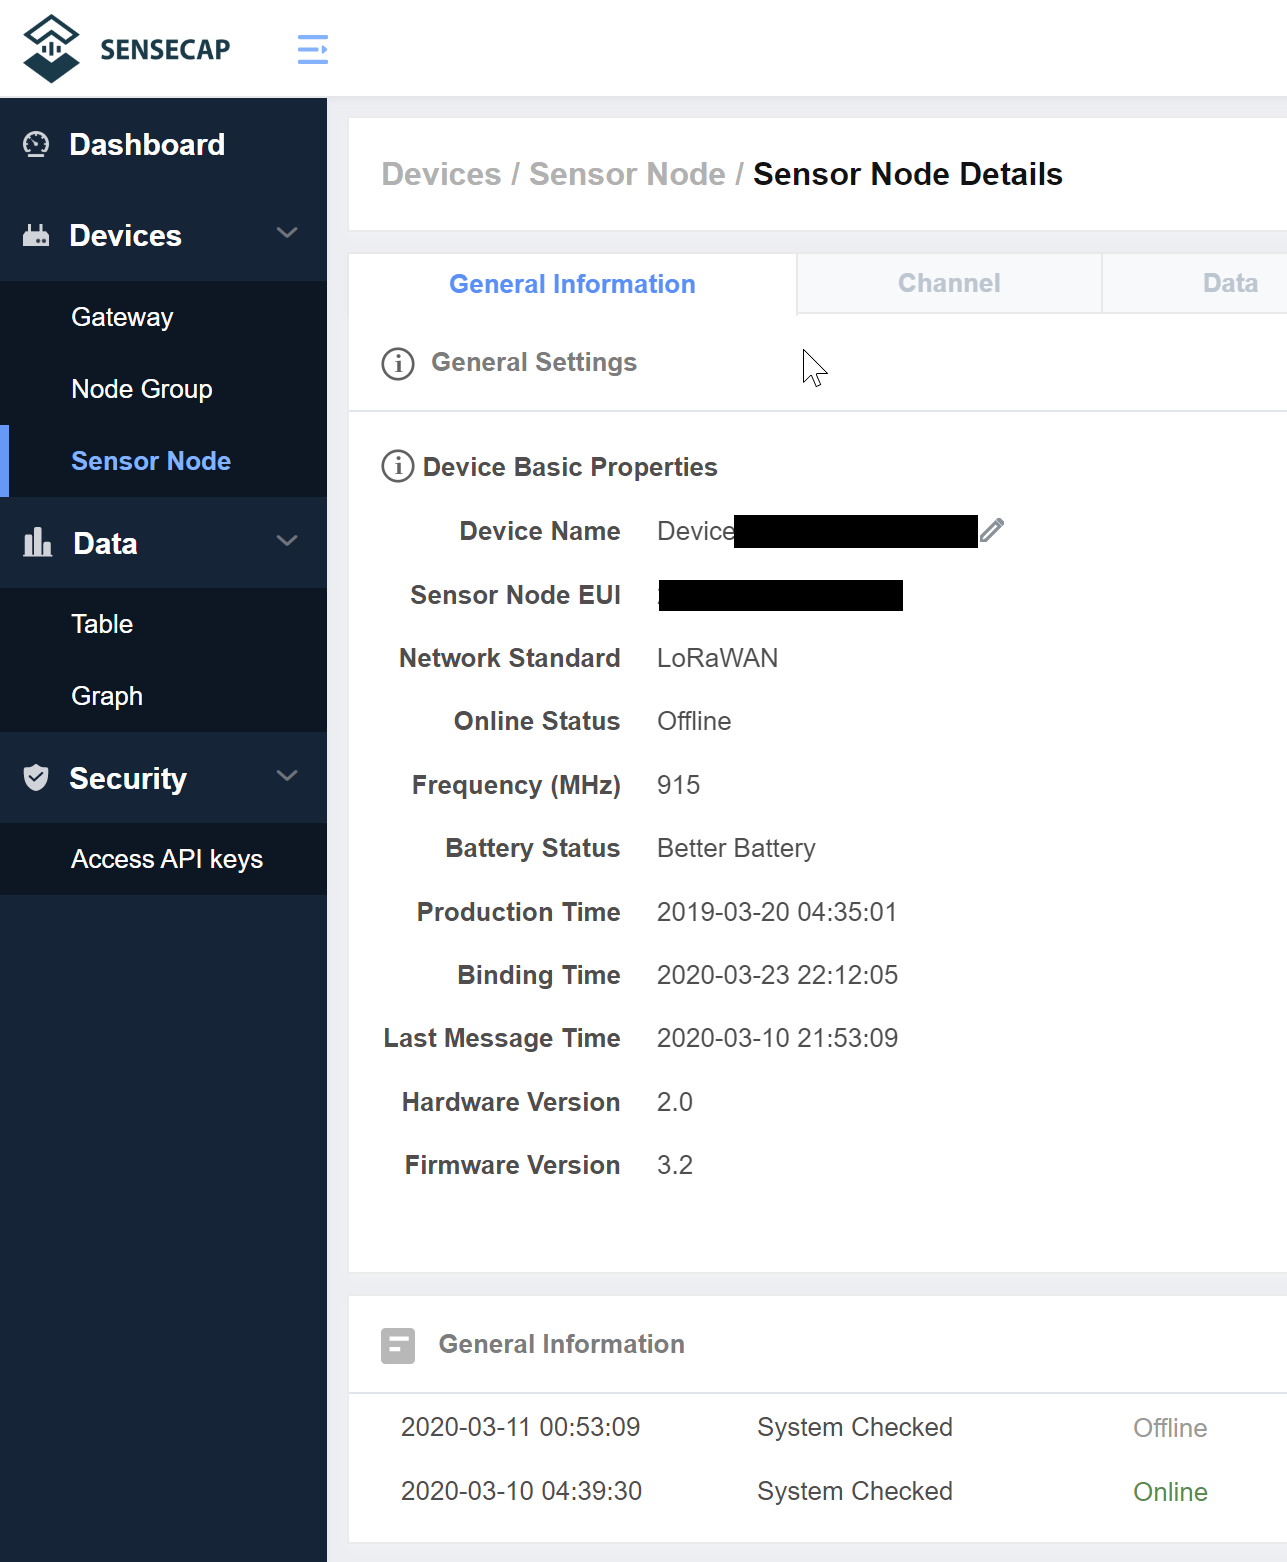 SENSECAP
Dashboard
Devices
Gateway
Node Group
Sensor Node
Data
Table
Graph
Security
Access API keys
Devices / Sensor Node / Sensor Node Details
General Information Channel Data
General Settings
Device Basic Properties
Device Name Device
Sensor Node EUI
Network Standard LoRaWAN
Online Status Offline
Frequency (MHz) 915
Battery Status Better Battery
Production Time 2019-03-20 04:35:01
Binding Time 2020-03-23 22:12:05
Last Message Time 2020-03-10 21:53:09
Hardware Version 2.0
Firmware Version 3.2
General Information
2020-03-11 00:53:09 System Checked Offline
2020-03-10 04:39:30 System Checked Online